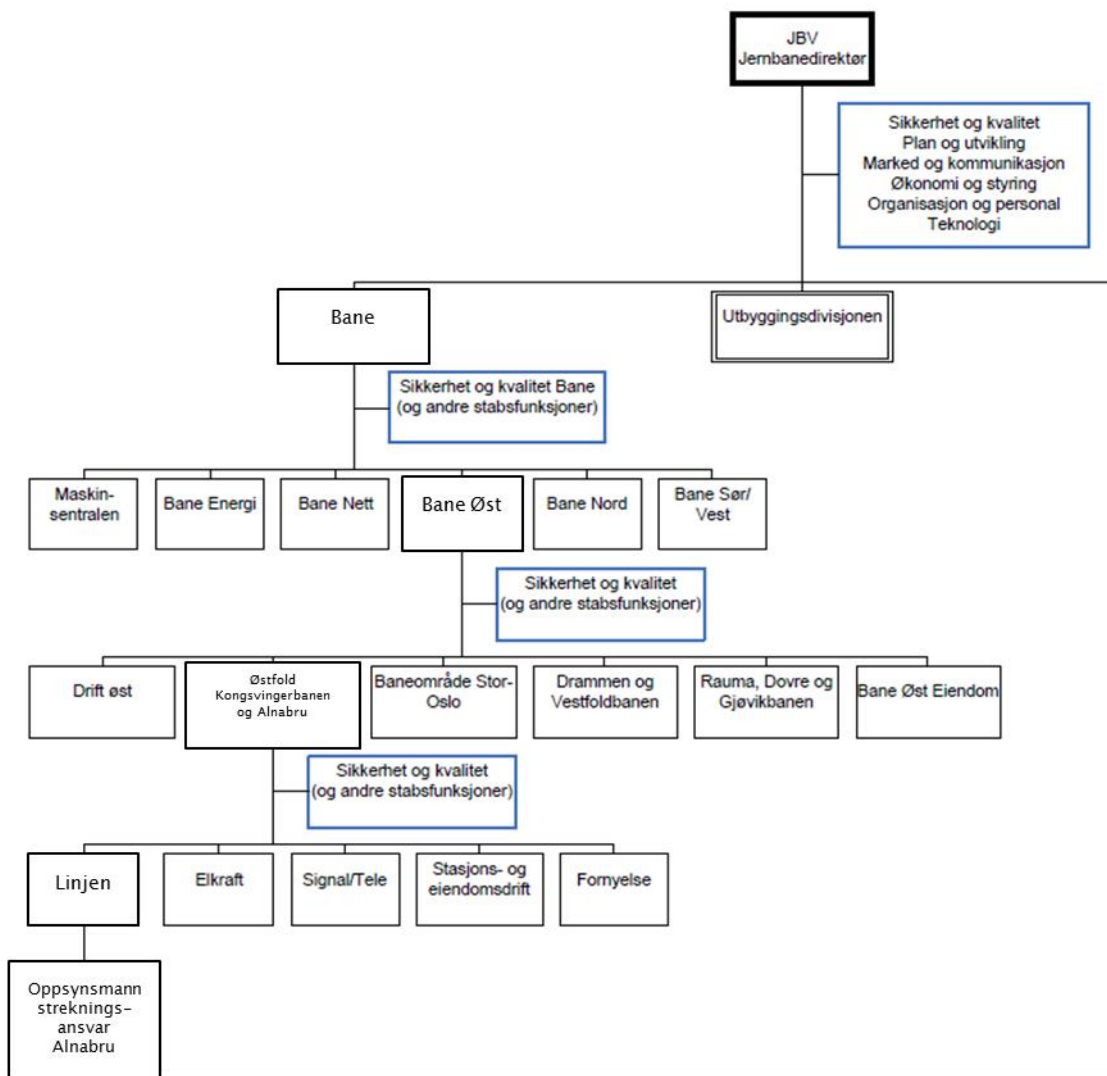 JBV
Jernbanedirektør
Sikkerhet og kvalitet
Plan og utvikling
Marked og kommunikasjon
Økonomi og styring
Organisasjon og personal
Teknologi
Bane
Utbyggingsdivisjonen
Sikkerhet og kvalitet Bane
(og andre stabsfunksjoner)
Maskin-
sentralen
Bane Energi
Bane Nett
Bane Øst
Bane Nord
Bane Sør/
Vest
Sikkerhet og kvalitet
(og andre stabsfunksjoner)
Drift øst
Østfold
Kongsvingerbanen
og Alnabru
Baneområde Stor-
Oslo
Drammen og
Vestfoldbanen
Rauma, Dovre og
Gjøvikbanen
Bane Øst Eiendom
Sikkerhet og kvalitet
(og andre stabsfunksjoner)
Linjen
Elkraft
Signal/Tele
Stasjons- og
eiendomsdrift
Fornyelse
Oppsynsmann
streknings-
ansvar
Alnabru